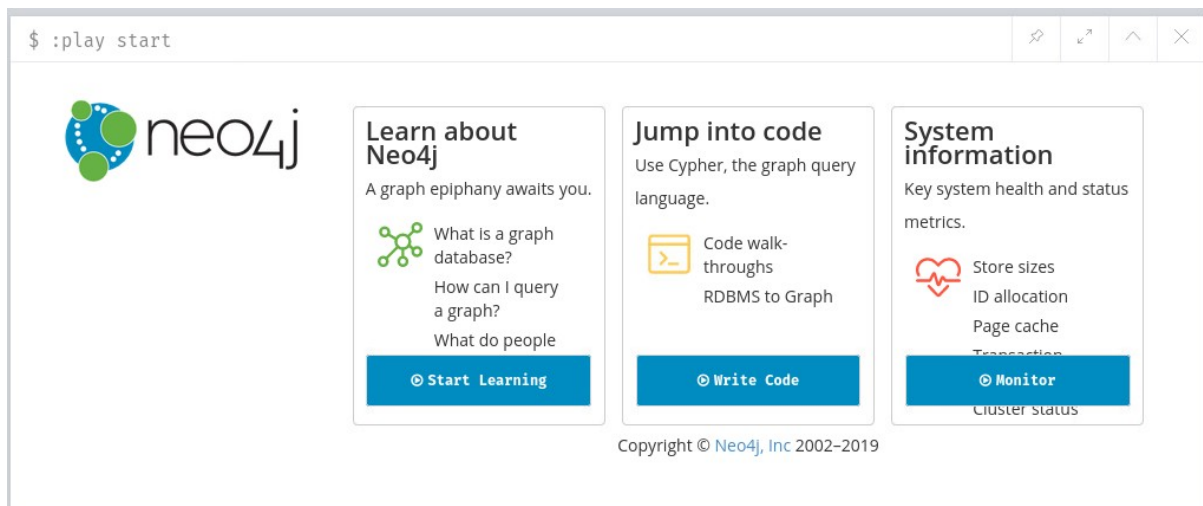 $ :play start
neo4j
Learn about
Neo4j
A graph epiphany awaits you.
What is a graph
database?
How can I query
a graph?
What do people
Start Learning
Jump into code
Use Cypher, the graph query
language.
Code walk-
throughs
RDBMS to Graph
Write Code
System
information
Key system health and status
metrics.
Store sizes
ID allocation
Page cache
Transaction
Monitor
Cluster status
Copyright © Neo4j, Inc 2002–2019